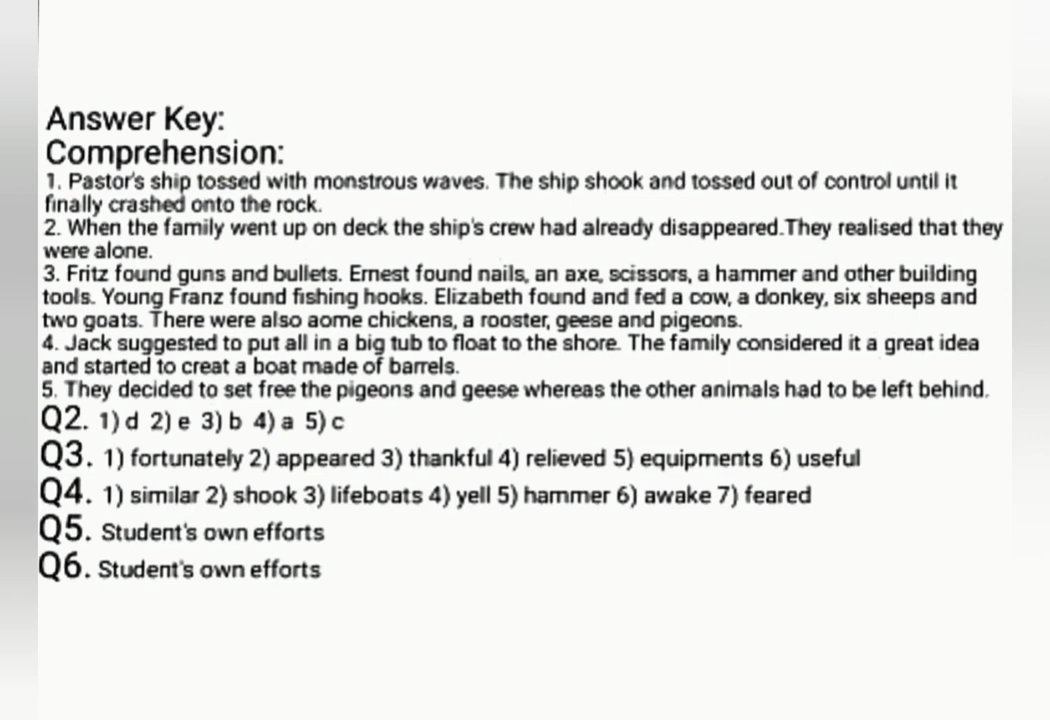 Answer Key:
Comprehension:
1. Pastor's ship tossed with monstrous waves. The ship shook and tossed out of control until it
finally crashed onto the rock.
2. When the family went up on deck the ship's crew had already disappeared.They realised that they
were alone.
3. Fritz found guns and bullets. Ernest found nails, an axe, scissors, a hammer and other building
tools. Young Franz found fishing hooks. Elizabeth found and fed a cow, a donkey, six sheeps and
two goats. There were also aome chickens, a rooster, geese and pigeons.
4. Jack suggested to put all in a big tub to float to the shore. The family considered it a great idea
and started to creat a boat made of barrels.
5. They decided to set free the pigeons and geese whereas the other animals had to be left behind.
Q2. 1) d 2) e 3) b 4) a 5) c
Q3. 1) fortunately 2) appeared 3) thankful 4) relieved 5) equipments 6) useful
Q4. 1) similar 2) shook 3) lifeboats 4) yell 5) hammer 6) awake 7) feared
Q5. Student's own efforts
Q6. Student's own efforts